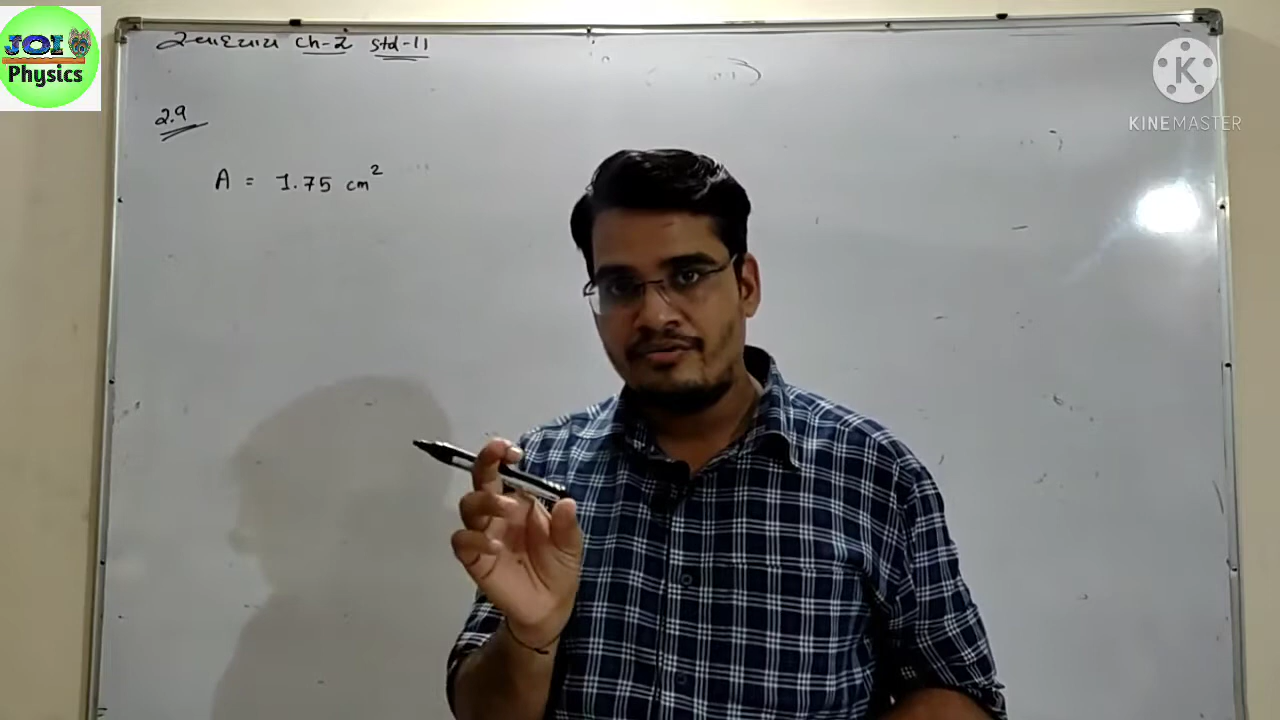 JOI
Physics
સ્વાધ્યાય Ch-2 Std-11
2.9
A = 1.75 cm²
KINEMASTER